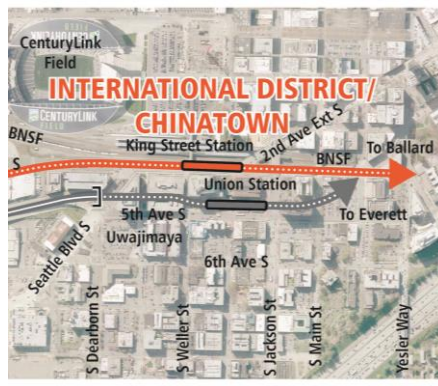 CenturyLink
Field
CENTURYLINK
FIELD
INTERNATIONAL DISTRICT/
CHINATOWN
BNSF
S
King Street Station
2nd Ave Ext S
BNSF
To Ballard
Union Station
5th Ave S
To Everett
Uwajimaya
Seattle Blvd S
6th Ave S
S Dearborn St
S Weller St
S Jackson St
S Main St
Yesler Way